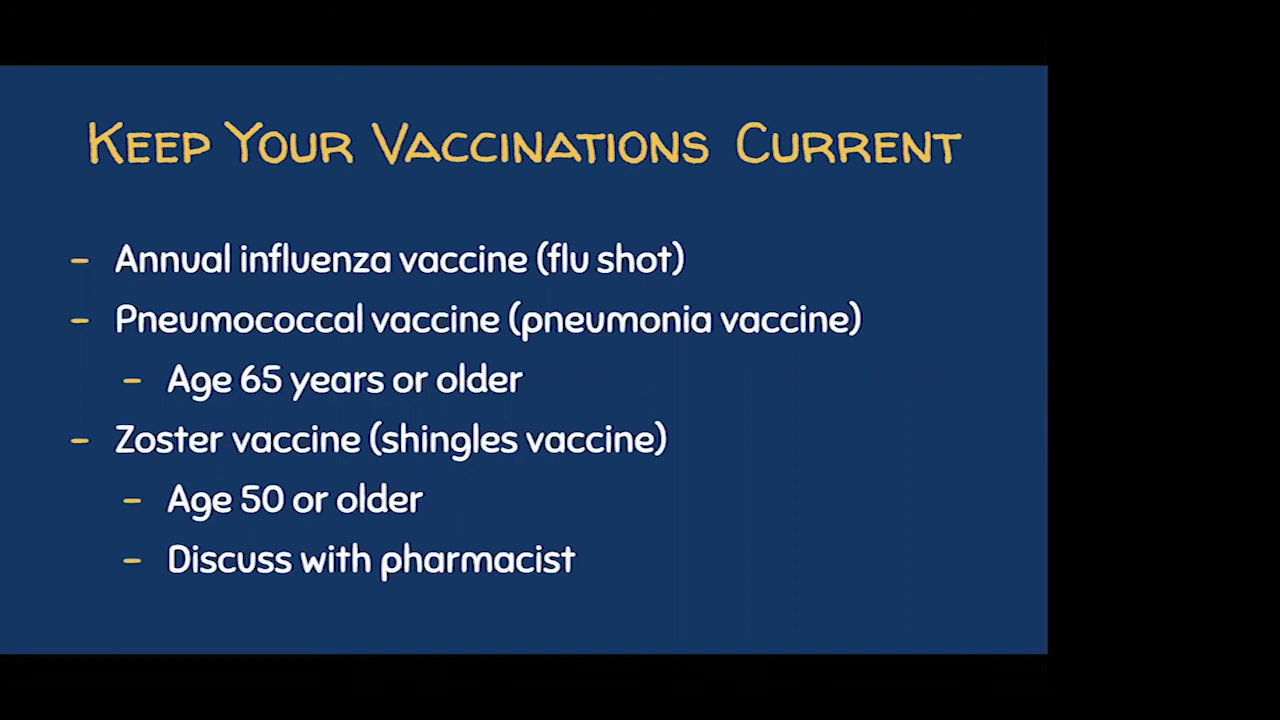 Keep Your Vaccinations Current
- Annual influenza vaccine (flu shot)
- Pneumococcal vaccine (pneumonia vaccine)
- Age 65 years or older
- Zoster vaccine (shingles vaccine)
- Age 50 or older
- Discuss with pharmacist